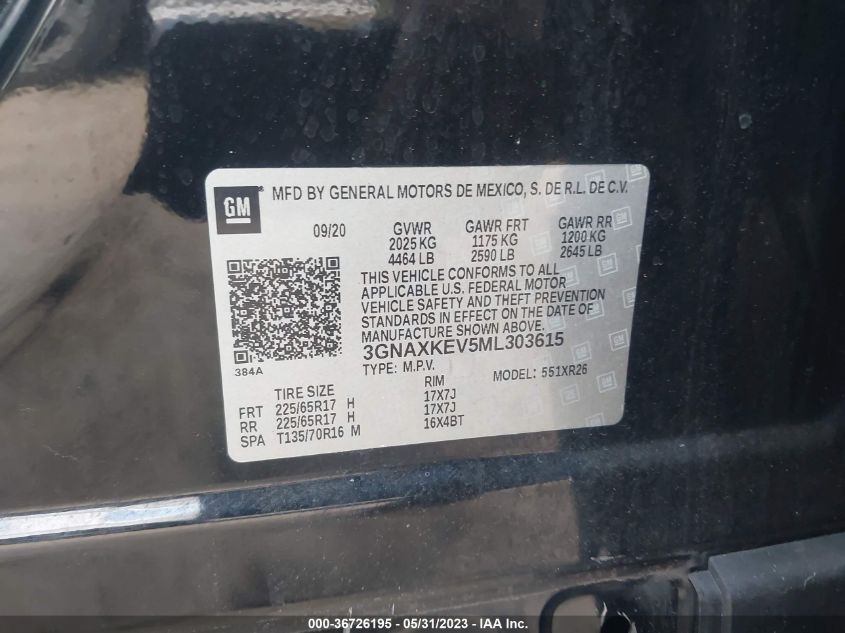 GM
MFD BY GENERAL MOTORS DE MEXICO, S. DE R.L. DE C.V.
09/20 GVWR GAWR FRT GAWR RR
2025 KG 1175 KG 1200 KG
4464 LB 2590 LB 2645 LB
THIS VEHICLE CONFORMS TO ALL
APPLICABLE U.S. FEDERAL MOTOR
VEHICLE SAFETY AND THEFT PREVENTION
STANDARDS IN EFFECT ON THE DATE OF
MANUFACTURE SHOWN ABOVE.
384A
3GNAXKEV5ML303615
TYPE: M.P.V. MODEL: 551XR26
TIRE SIZE RIM
FRT 225/65R17 H 17X7J
RR 225/65R17 H 17X7J
SPA T135/70R16 M 16X4BT
000-36726195 - 05/31/2023 - IAAI.COM